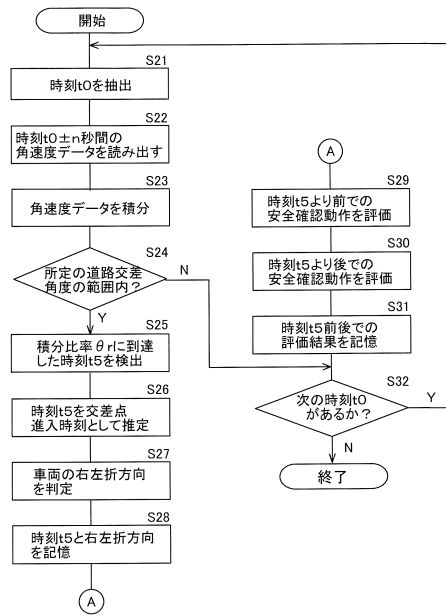 開始
S21
時刻t0を抽出
S22
時刻t0±n秒間の
角速度データを読み出す
S23
角速度データを積分
S24
所定の道路交差
角度の範囲内?
N
Y
S25
積分比率θrに到達
した時刻t5を検出
S26
時刻t5を交差点
進入時刻として推定
S27
車両の右左折方向
を判定
S28
時刻t5と右左折方向
を記憶
A
A
S29
時刻t5より前での
安全確認動作を評価
S30
時刻t5より後での
安全確認動作を評価
S31
時刻t5前後での
評価結果を記憶
S32
次の時刻t0
があるか?
Y
N
終了